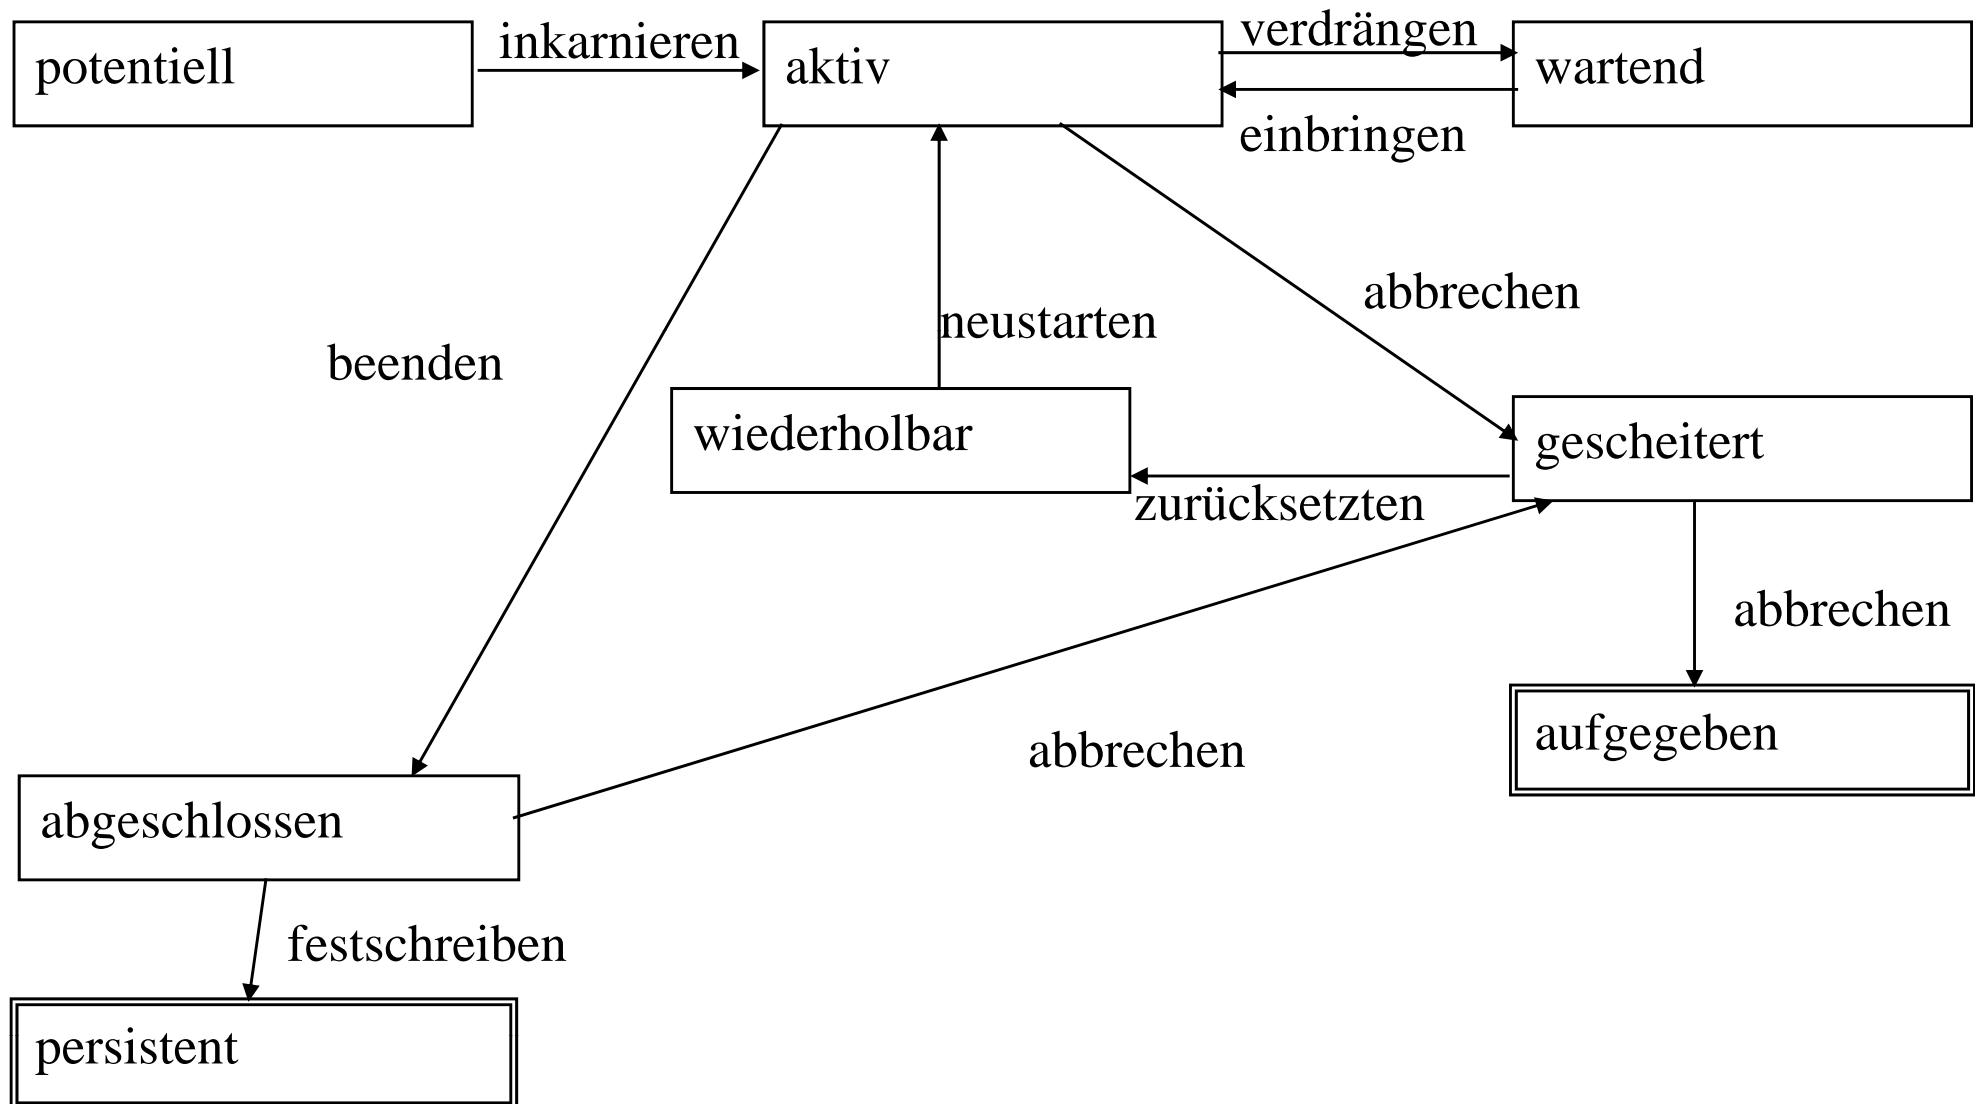 potentiell
inkarnieren
aktiv
verdrängen
wartend
einbringen
abbrechen
neustarten
beenden
wiederholbar
gescheitert
zurücksetzten
abbrechen
aufgegeben
abbrechen
abgeschlossen
festschreiben
persistent